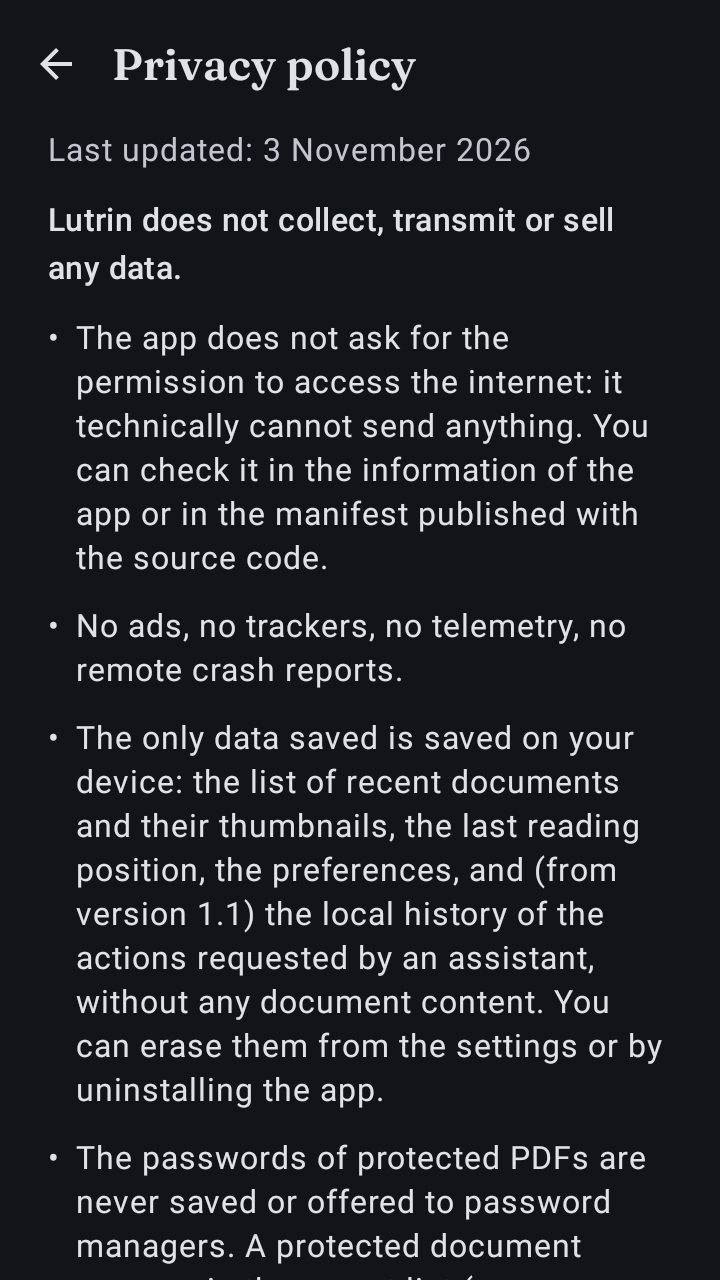 Privacy policy
Last updated: 3 November 2026
Lutrin does not collect, transmit or sell
any data.
• The app does not ask for the
permission to access the internet: it
technically cannot send anything. You
can check it in the information of the
app or in the manifest published with
the source code.
• No ads, no trackers, no telemetry, no
remote crash reports.
• The only data saved is saved on your
device: the list of recent documents
and their thumbnails, the last reading
position, the preferences, and (from
version 1.1) the local history of the
actions requested by an assistant,
without any document content. You
can erase them from the settings or by
uninstalling the app.
• The passwords of protected PDFs are
never saved or offered to password
managers. A protected document